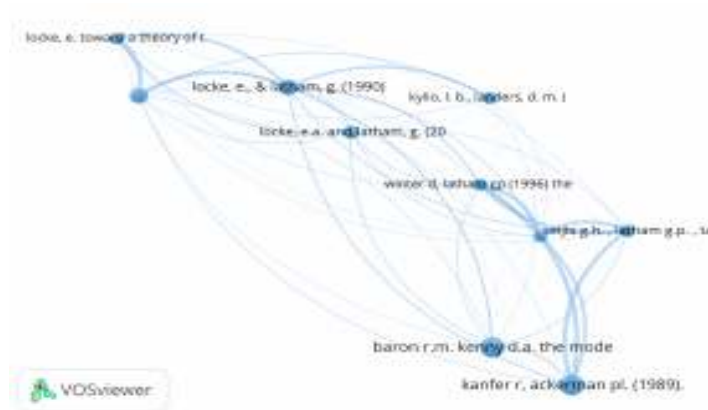 locke, e. toward a theory of t
locke, e., & latham, g. (1990)
kyllo, l. b., landers, d. m. (
locke, e.a. and latham, g. (20
winter d, latham gp (1996) the
g.h., latham g.p., s
baron r.m. kenny d.a. the mode
kanfer r, ackerman pl. (1989).
VOSviewer